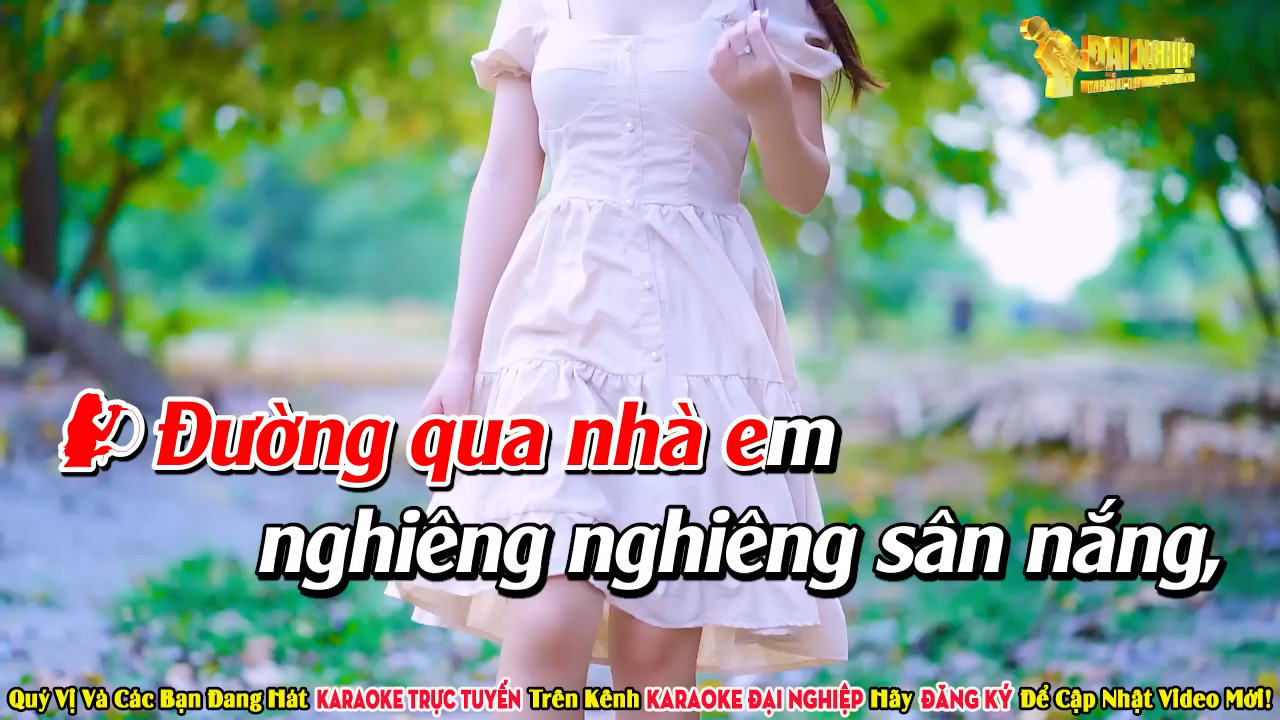 ĐẠI NGHIỆP
Đường qua nhà em
nghiêng nghiêng sân nắng,
Quý Vị Và Các Bạn Đang Hát KARAOKE TRỰC TUYẾN Trên Kênh KARAOKE ĐẠI NGHIỆP Hãy ĐĂNG KÝ Để Cập Nhật Video Mới!